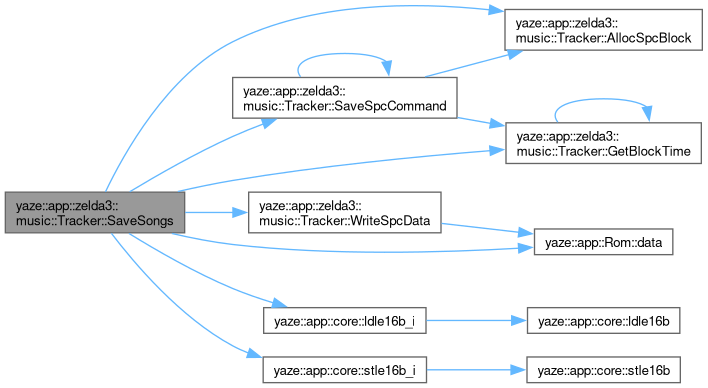 yaze::app::zelda3::
music::Tracker::AllocSpcBlock
yaze::app::zelda3::
music::Tracker::SaveSpcCommand
yaze::app::zelda3::
music::Tracker::GetBlockTime
yaze::app::zelda3::
music::Tracker::SaveSongs
yaze::app::zelda3::
music::Tracker::WriteSpcData
yaze::app::Rom::data
yaze::app::core::ldle16b_i
yaze::app::core::ldle16b
yaze::app::core::stle16b_i
yaze::app::core::stle16b